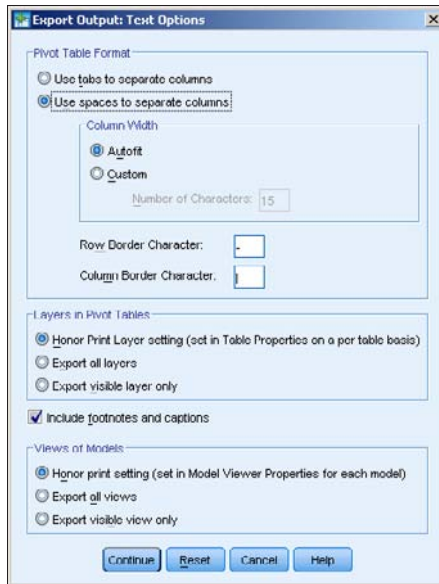 Export Output: Text Options
Pivot Table Format
Use tabs to separate columns
Use spaces to separate columns
Column Width
Autofit
Custom
Number of Characters: 15
Row Border Character: -
Column Border Character: |
Layers in Pivot Tables
Honor Print Layer setting (set in Table Properties on a per table basis)
Export all layers
Export visible layer only
Include footnotes and captions
Views of Models
Honor print setting (set in Model Viewer Properties for each model)
Export all views
Export visible view only
Continue Reset Cancel Help